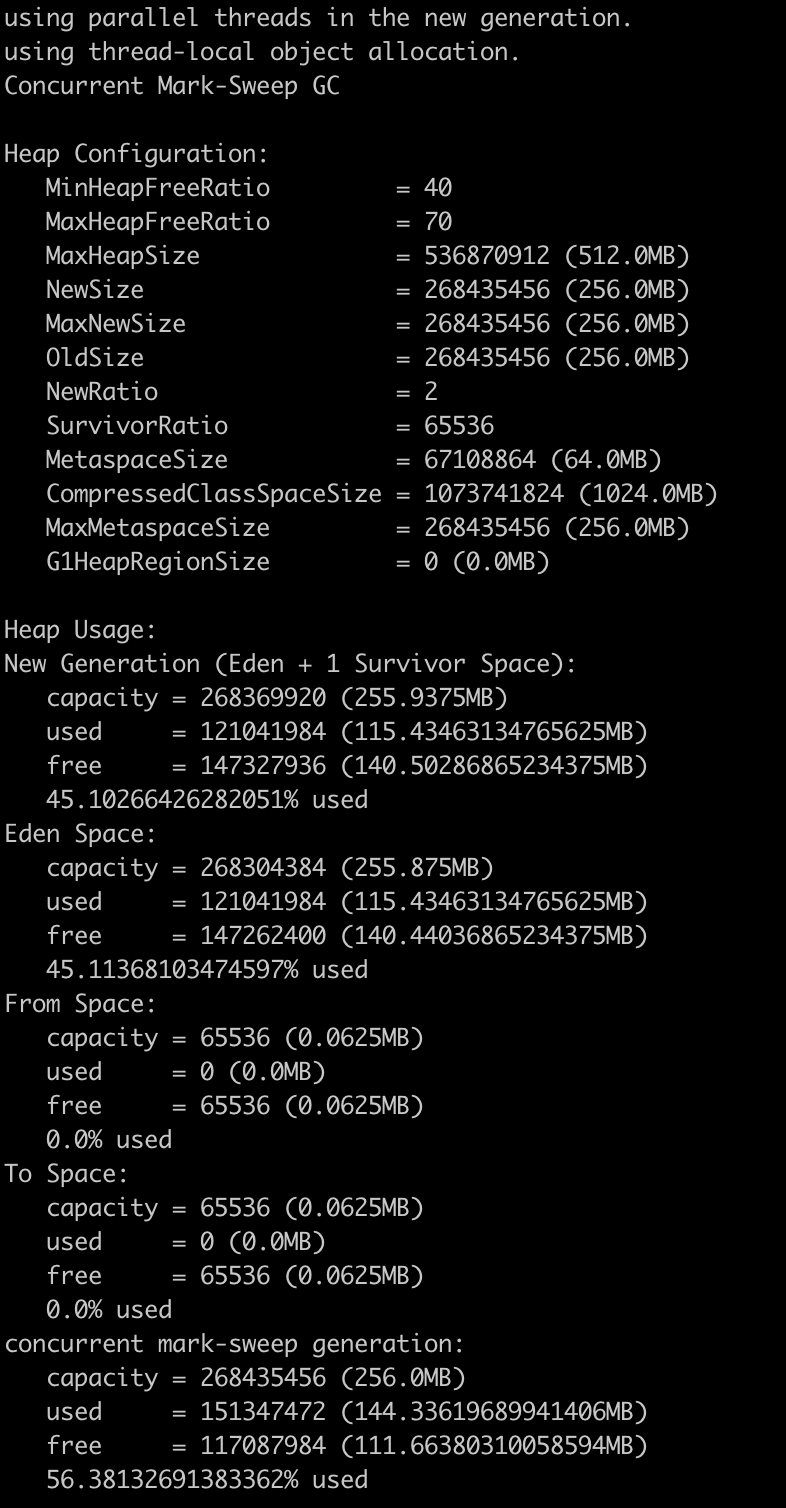 using parallel threads in the new generation.
using thread-local object allocation.
Concurrent Mark-Sweep GC
Heap Configuration:
MinHeapFreeRatio = 40
MaxHeapFreeRatio = 70
MaxHeapSize = 536870912 (512.0MB)
NewSize = 268435456 (256.0MB)
MaxNewSize = 268435456 (256.0MB)
OldSize = 268435456 (256.0MB)
NewRatio = 2
SurvivorRatio = 65536
MetaspaceSize = 67108864 (64.0MB)
CompressedClassSpaceSize = 1073741824 (1024.0MB)
MaxMetaspaceSize = 268435456 (256.0MB)
G1HeapRegionSize = 0 (0.0MB)
Heap Usage:
New Generation (Eden + 1 Survivor Space):
capacity = 268369920 (255.9375MB)
used = 121041984 (115.43463134765625MB)
free = 147327936 (140.50286865234375MB)
45.10266426282051% used
Eden Space:
capacity = 268304384 (255.875MB)
used = 121041984 (115.43463134765625MB)
free = 147262400 (140.44036865234375MB)
45.11368103474597% used
From Space:
capacity = 65536 (0.0625MB)
used = 0 (0.0MB)
free = 65536 (0.0625MB)
0.0% used
To Space:
capacity = 65536 (0.0625MB)
used = 0 (0.0MB)
free = 65536 (0.0625MB)
0.0% used
concurrent mark-sweep generation:
capacity = 268435456 (256.0MB)
used = 151347472 (144.33619689941406MB)
free = 117087984 (111.66380310058594MB)
56.38132691383362% used